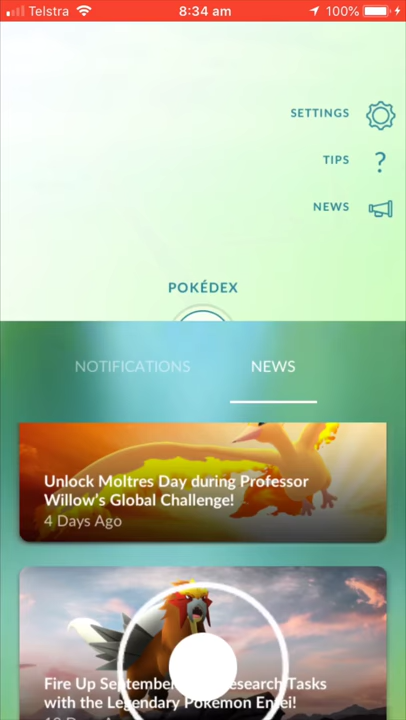 Telstra 8:34 am 100%
SETTINGS
TIPS
NEWS
POKÉDEX
NOTIFICATIONS NEWS
Unlock Moltres Day during Professor
Willow's Global Challenge!
4 Days Ago
Fire Up Research Tasks
with the Legendary Pokémon Entei!